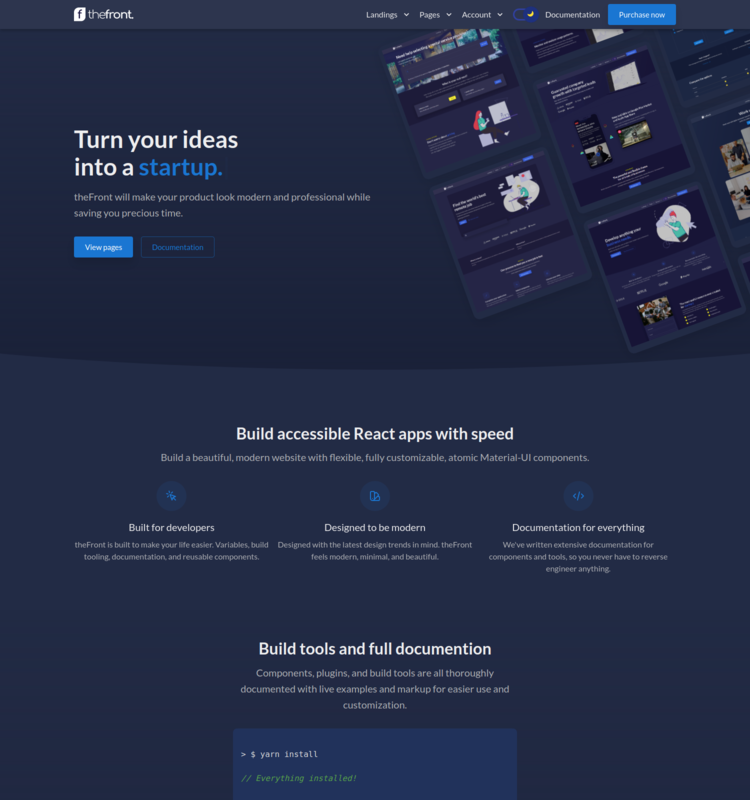 thefront.
Landings Pages Account Documentation Purchase now
Turn your ideas
into a startup.
theFront will make your product look modern and professional while
saving you precious time.
View pages Documentation
Build accessible React apps with speed
Build a beautiful, modern website with flexible, fully customizable, atomic Material-UI components.
Built for developers
theFront is built to make your life easier. Variables, build
tooling, documentation, and reusable components.
Designed to be modern
Designed with the latest design trends in mind. theFront
feels modern, minimal, and beautiful.
Documentation for everything
We've written extensive documentation for
components and tools, so you never have to reverse
engineer anything.
Build tools and full documention
Components, plugins, and build tools are all thoroughly
documented with live examples and markup for easier use and
customization.
> $ yarn install
// Everything installed!